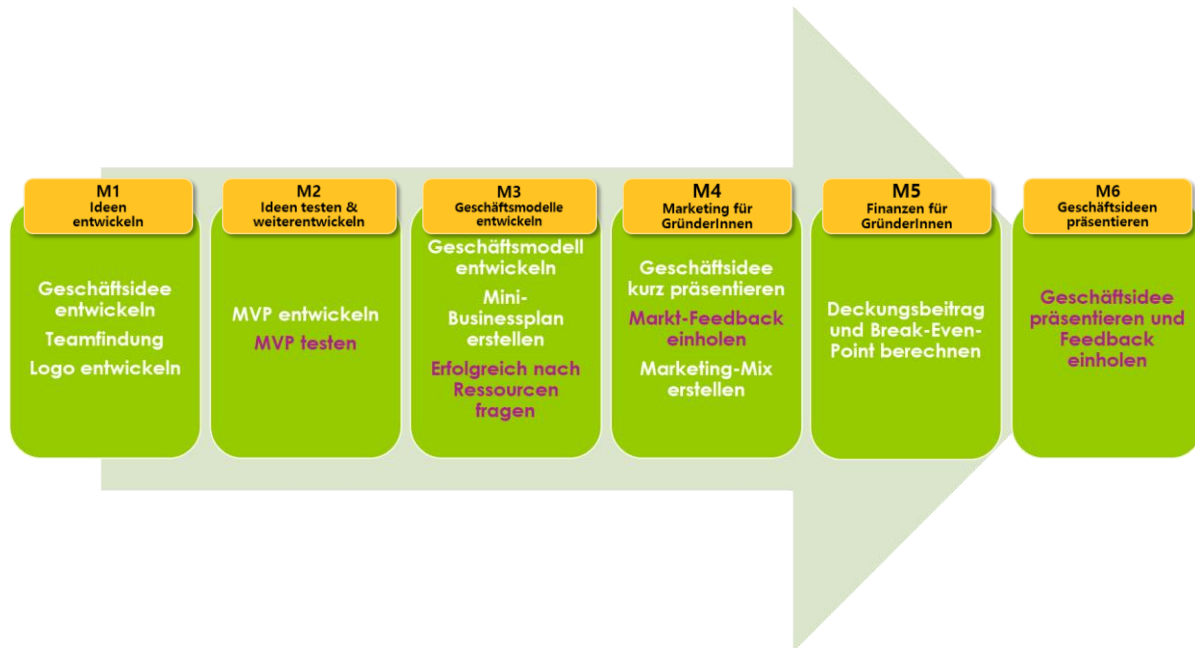 M1
Ideen
entwickeln
Geschäftsidee
entwickeln
Teamfindung
Logo entwickeln
M2
Ideen testen &
weiterentwickeln
MVP entwickeln
MVP testen
M3
Geschäftsmodelle
entwickeln
Geschäftsmodell
entwickeln
Mini-
Businessplan
erstellen
Erfolgreich nach
Ressourcen
fragen
M4
Marketing für
GründerInnen
Geschäftsidee
kurz präsentieren
Markt-Feedback
einholen
Marketing-Mix
erstellen
M5
Finanzen für
GründerInnen
Deckungsbeitrag
und Break-Even-
Point berechnen
M6
Geschäftsideen
präsentieren
Geschäftsidee
präsentieren und
Feedback
einholen